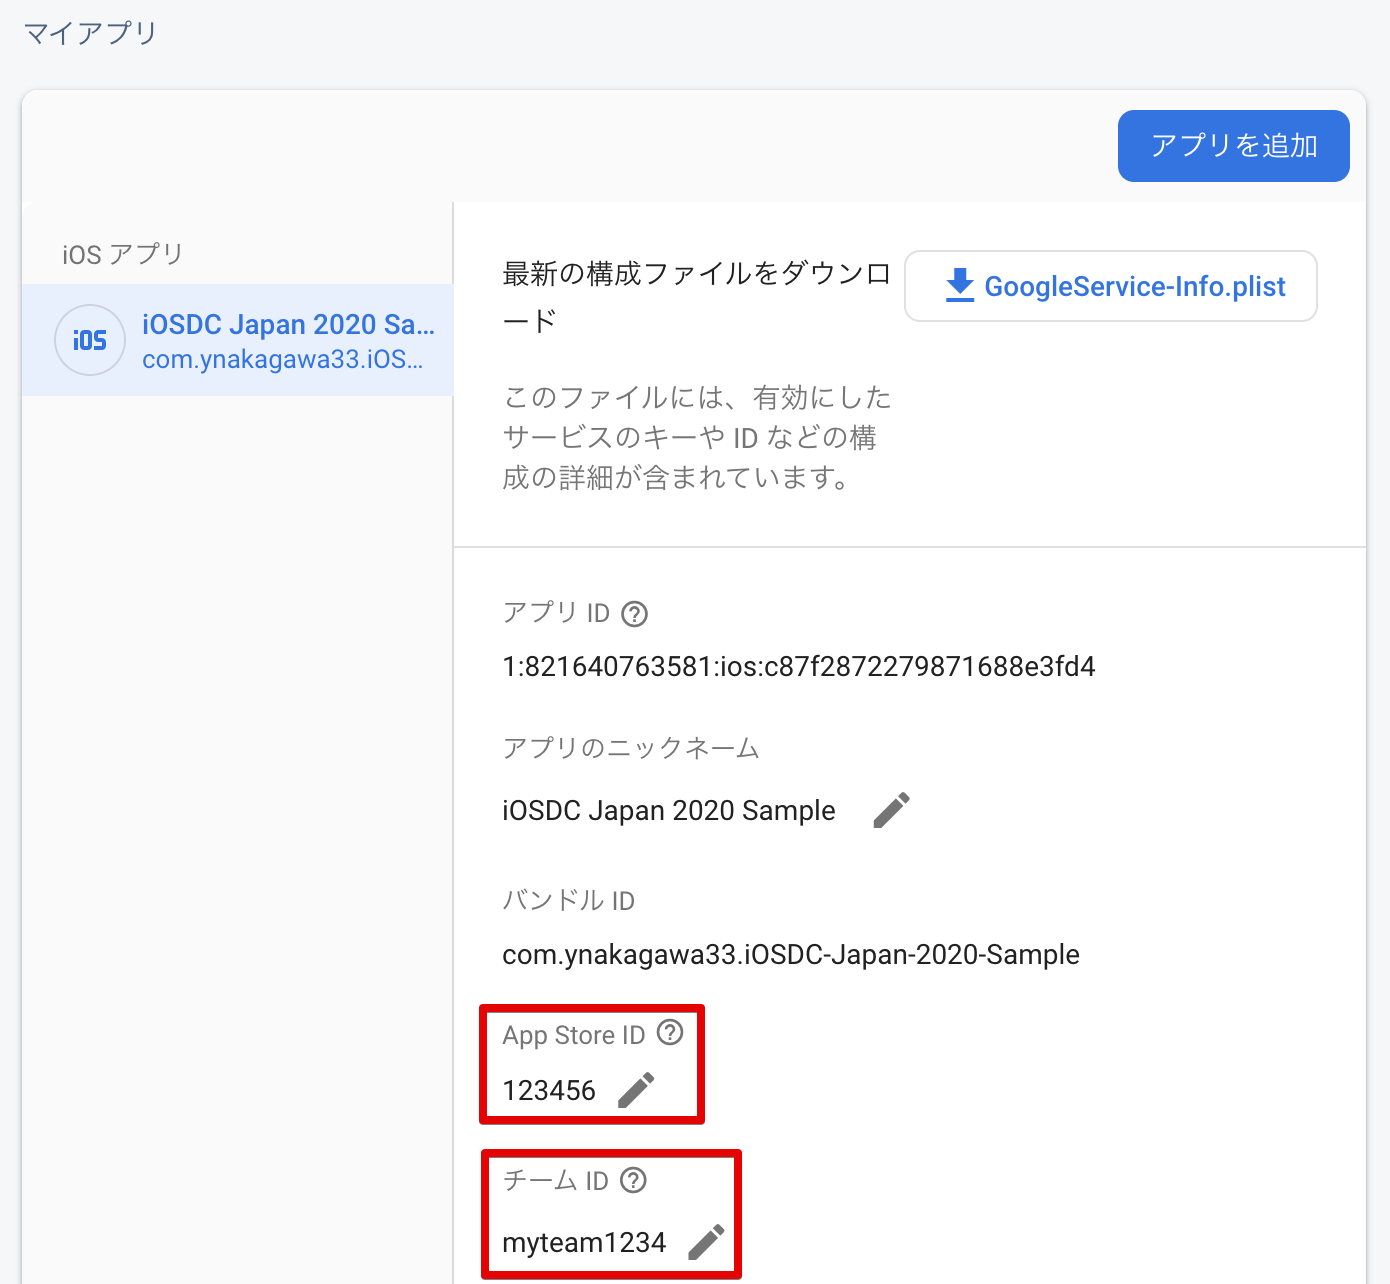 マイアプリ
アプリを追加
iOS アプリ
iOS
iOSDC Japan 2020 Sa...
com.ynakagawa33.iOS...
最新の構成ファイルをダウンロ
ード
GoogleService-Info.plist
このファイルには、有効にした
サービスのキーや ID などの構
成の詳細が含まれています。
アプリ ID
1:821640763581:ios:c87f2872279871688e3fd4
アプリのニックネーム
iOSDC Japan 2020 Sample
バンドル ID
com.ynakagawa33.iOSDC-Japan-2020-Sample
App Store ID
123456
チーム ID
myteam1234